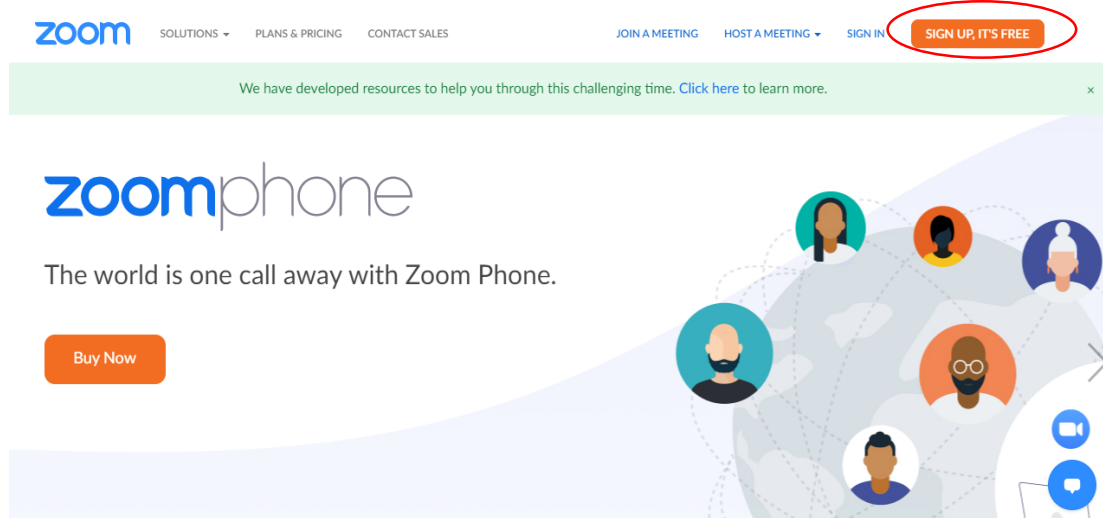 zoom SOLUTIONS PLANS & PRICING CONTACT SALES JOIN A MEETING HOST A MEETING SIGN IN SIGN UP, IT'S FREE
We have developed resources to help you through this challenging time. Click here to learn more. ×
zoomphone
The world is one call away with Zoom Phone.
Buy Now